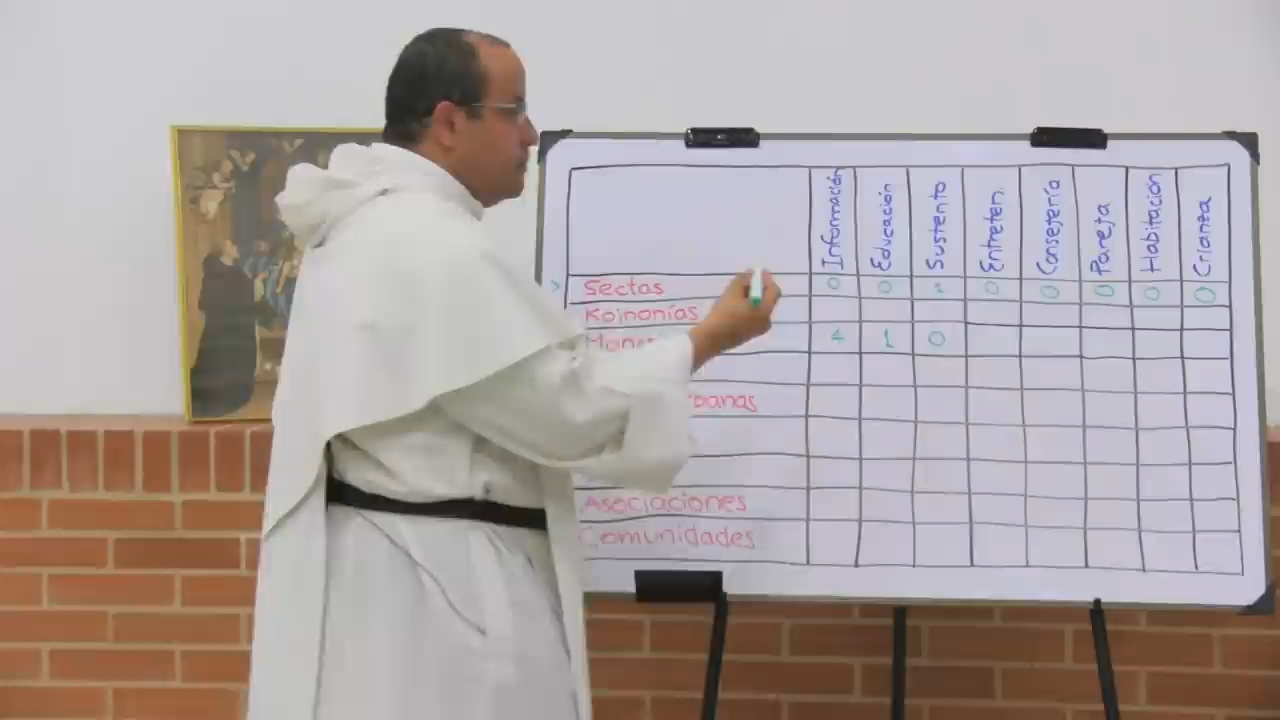 Información Educación Sustento Entreten. Consejería Pareja Habitación Crianza
> Sectas 0 0 0 0 0 0 0
Koinonías
1 0
Asociaciones
Comunidades